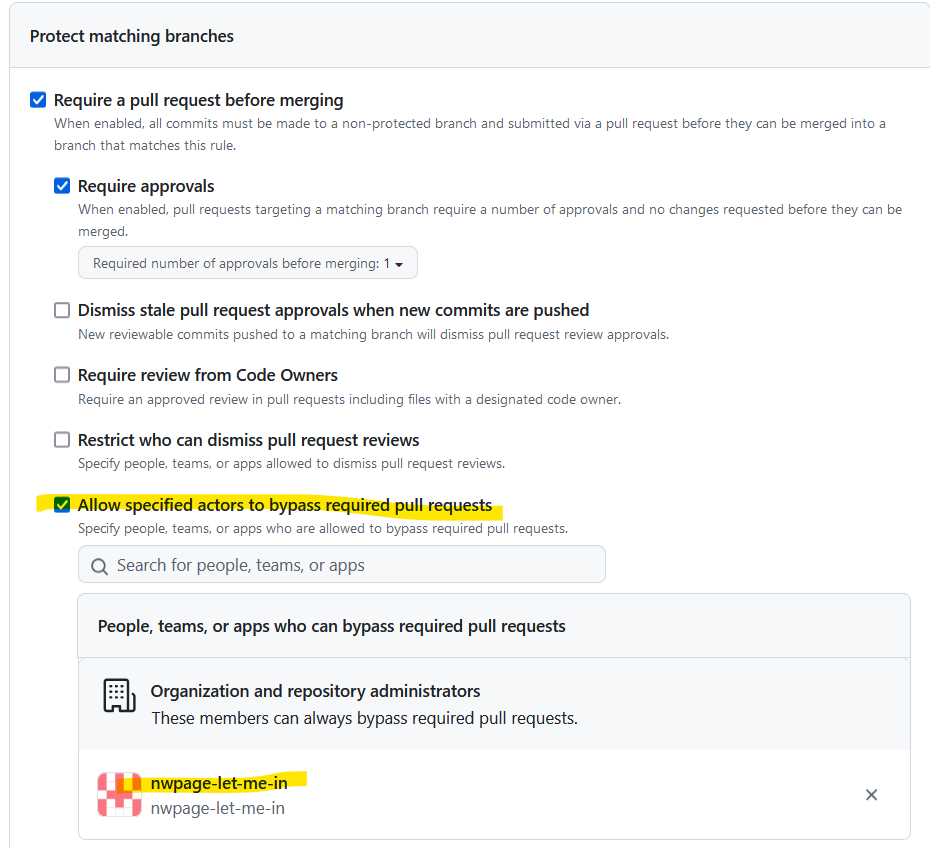 Protect matching branches
Require a pull request before merging
When enabled, all commits must be made to a non-protected branch and submitted via a pull request before they can be merged into a
branch that matches this rule.
Require approvals
When enabled, pull requests targeting a matching branch require a number of approvals and no changes requested before they can be
merged.
Required number of approvals before merging: 1
Dismiss stale pull request approvals when new commits are pushed
New reviewable commits pushed to a matching branch will dismiss pull request review approvals.
Require review from Code Owners
Require an approved review in pull requests including files with a designated code owner.
Restrict who can dismiss pull request reviews
Specify people, teams, or apps allowed to dismiss pull request reviews.
Allow specified actors to bypass required pull requests
Specify people, teams, or apps who are allowed to bypass required pull requests.
Search for people, teams, or apps
People, teams, or apps who can bypass required pull requests
Organization and repository administrators
These members can always bypass required pull requests.
nwpage-let-me-in
nwpage-let-me-in